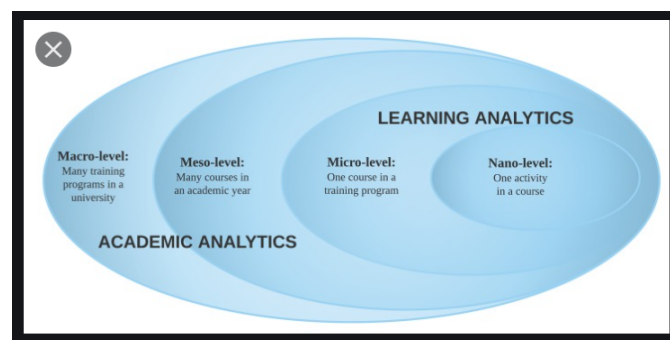 LEARNING ANALYTICS
Macro-level:
Many training
programs in a
university
Meso-level:
Many courses in
an academic year
Micro-level:
One course in a
training program
Nano-level:
One activity
in a course
ACADEMIC ANALYTICS